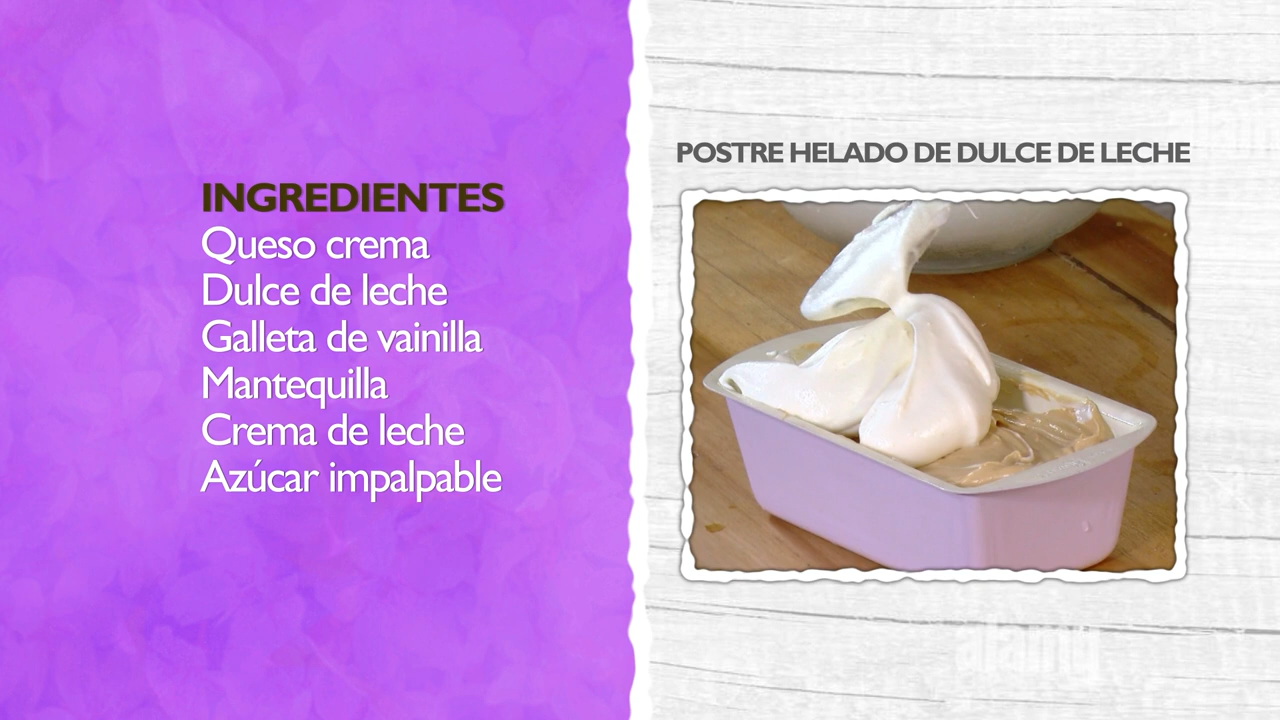 INGREDIENTES
Queso crema
Dulce de leche
Galleta de vainilla
Mantequilla
Crema de leche
Azúcar impalpable
POSTRE HELADO DE DULCE DE LECHE
alamy